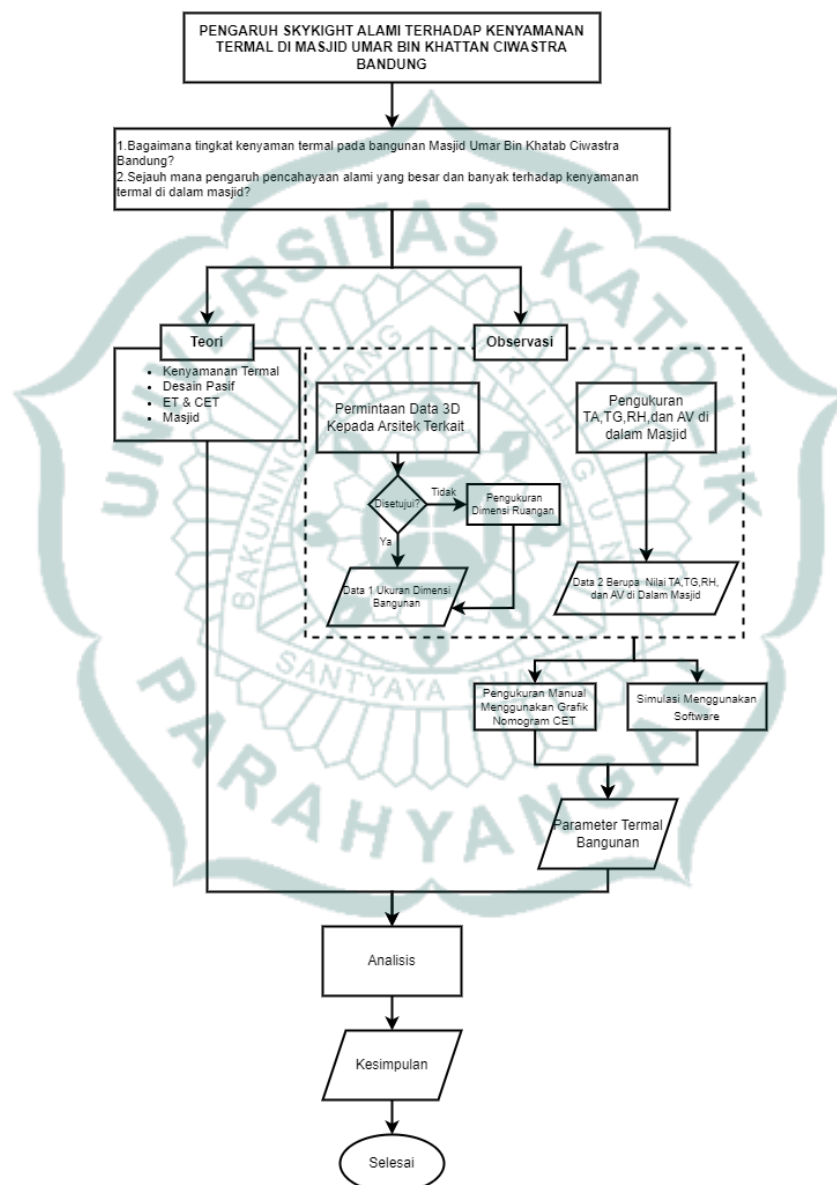 PENGARUH SKYKIGHT ALAMI TERHADAP KENYAMANAN
TERMAL DI MASJID UMAR BIN KHATTAN CIWASTRA
BANDUNG
1.Bagaimana tingkat kenyaman termal pada bangunan Masjid Umar Bin Khatab Ciwastra
Bandung?
2.Sejauh mana pengaruh pencahayaan alami yang besar dan banyak terhadap kenyamanan
termal di dalam masjid?
Teori
• Kenyamanan Termal
• Desain Pasif
• ET & CET
• Masjid
Observasi
Permintaan Data 3D
Kepada Arsitek Terkait
Disetujui?
Tidak
Pengukuran
Dimensi Ruangan
Ya
Data 1 Ukuran Dimensi
Bangunan
Pengukuran
TA,TG,RH,dan AV di
dalam Masjid
Data 2 Berupa Nilai TA,TG,RH,
dan AV di Dalam Masjid
Pengukuran Manual
Menggunakan Grafik
Nomogram CET
Simulasi Menggunakan
Software
Parameter Termal
Bangunan
Analisis
Kesimpulan
Selesai
UNIVERSITAS KATOLIK
PARAHYANGAN
BAKUNING HYANG
MRIH GUNA
SANTYAYA BHAKTI